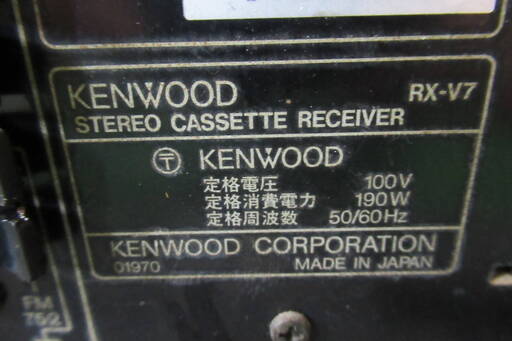 KENWOOD RX-V7
STEREO CASSETTE RECEIVER
〒 KENWOOD
定格電圧 100V
定格消費電力 190W
定格周波数 50/60Hz
KENWOOD CORPORATION
01970 MADE IN JAPAN
FM
75Ω